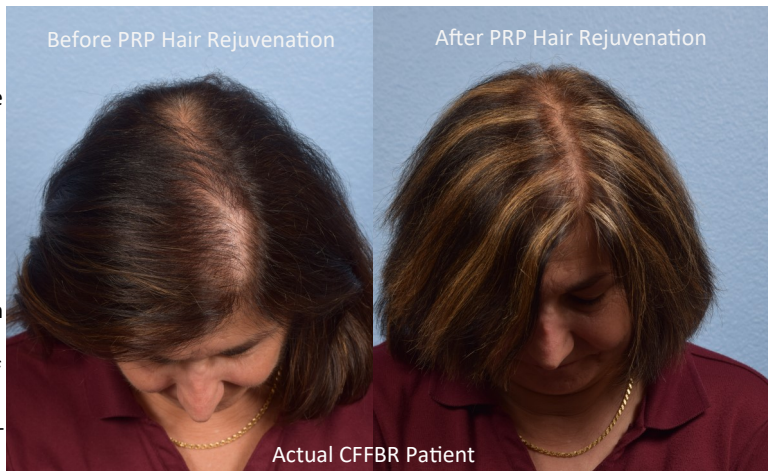 Before PRP Hair Rejuvenation
After PRP Hair Rejuvenation
Actual CFFBR Patient